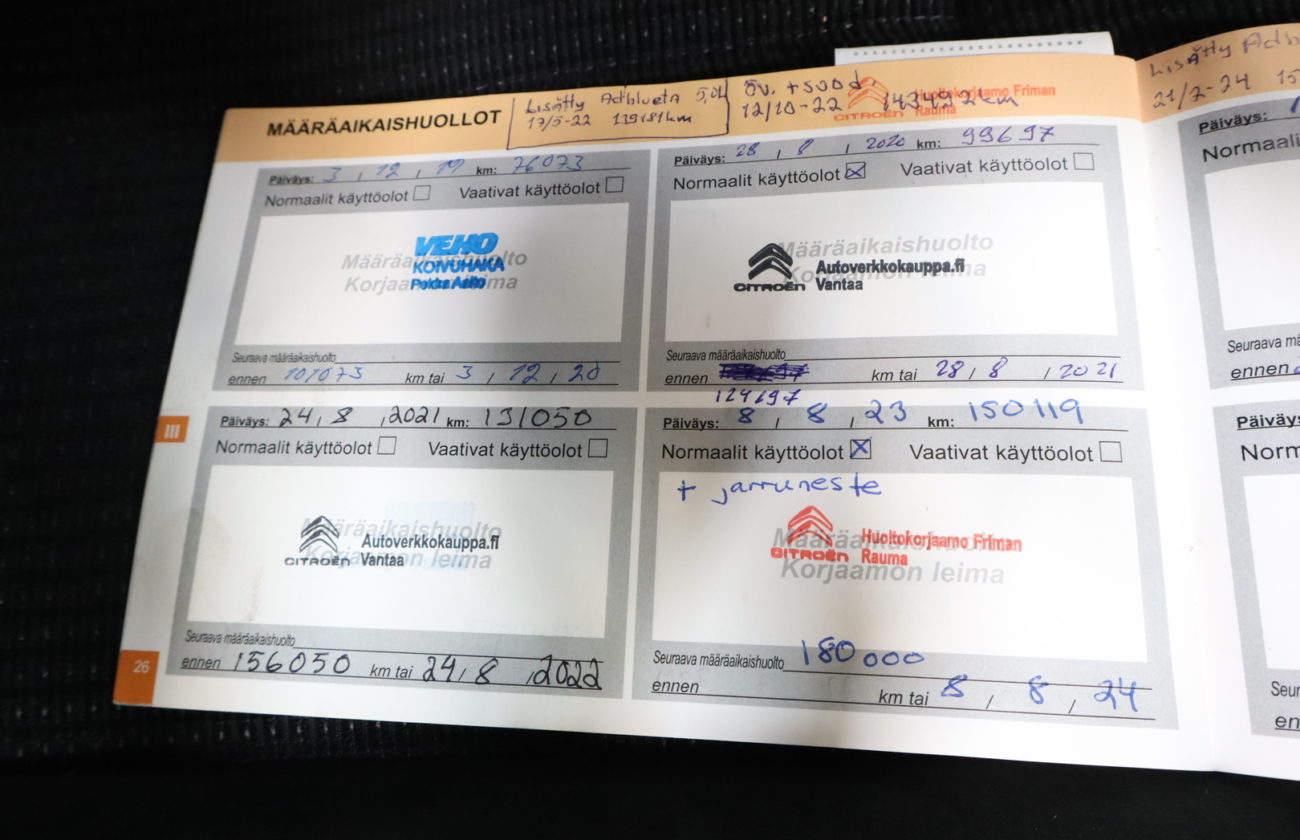 MÄÄRÄAIKAISHUOLLOT
Lisätty Adblueta 5,0L
17/5-22 139181km
Öv. + suod.
12/10-22 143492km
CITROËN
Huoltokorjaamo Friman
Rauma
Päiväys: 3 / 12 / 19 km: 76073
Normaalit käyttöolot Vaativat käyttöolot
Määräaikaishuolto
Korjaamon leima
VEHO
KOIVUHAKA
Pekka Aalto
Seuraava määräaikaishuolto
ennen 101073 km tai 3 / 12 / 20
Päiväys: 28 / 8 / 2020 km: 99697
Normaalit käyttöolot Vaativat käyttöolot
Määräaikaishuolto
Korjaamon leima
CITROËN
Autoverkkokauppa.fi
Vantaa
Seuraava määräaikaishuolto
ennen km tai 28 / 8 / 2021
124697
Päiväys: 24 / 8 / 2021 km: 131050
Normaalit käyttöolot Vaativat käyttöolot
Määräaikaishuolto
Korjaamon leima
CITROËN
Autoverkkokauppa.fi
Vantaa
Seuraava määräaikaishuolto
ennen 156050 km tai 24 / 8 / 2022
Päiväys: 8 / 8 / 23 km: 150119
Normaalit käyttöolot Vaativat käyttöolot
+ jarruneste
Määräaikaishuolto
Korjaamon leima
CITROËN
Huoltokorjaamo Friman
Rauma
Seuraava määräaikaishuolto 180000
ennen km tai 8 / 8 / 24
III
26
Lisätty Adb
21/2-24 15
Päiväys:
Normaali
Seuraava mä
ennen
Päiväys
Norm
Seur
en